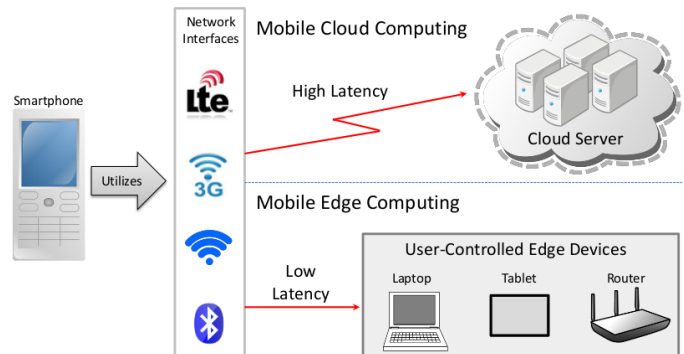 Network
Interfaces
Mobile Cloud Computing
Lte
High Latency
Cloud Server
Smartphone
Utilizes
3G
Mobile Edge Computing
User-Controlled Edge Devices
Low
Latency
Laptop
Tablet
Router